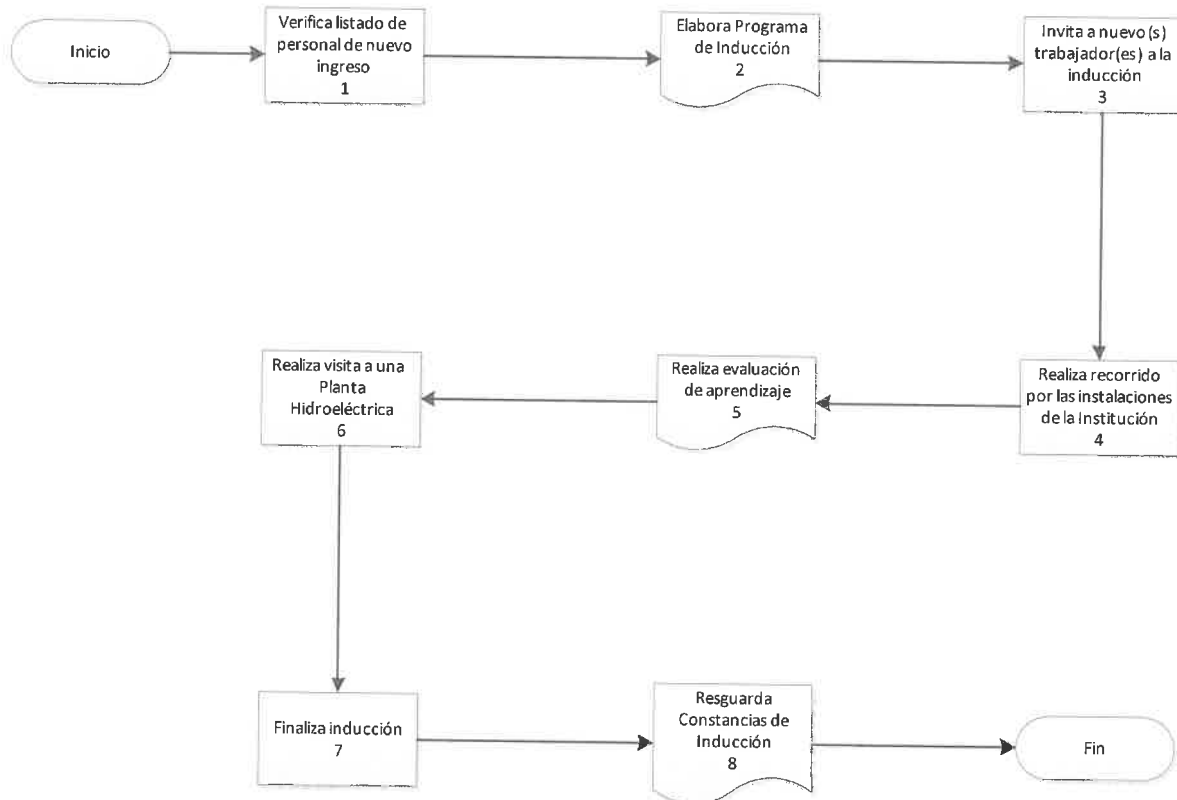 Inicio
Verifica listado de
personal de nuevo
ingreso
1
Elabora Programa
de Inducción
2
Invita a nuevo(s)
trabajador(es) a la
inducción
3
Realiza recorrido
por las instalaciones
de la Institución
4
Realiza evaluación
de aprendizaje
5
Realiza visita a una
Planta
Hidroeléctrica
6
Finaliza inducción
7
Resguarda
Constancias de
Inducción
8
Fin